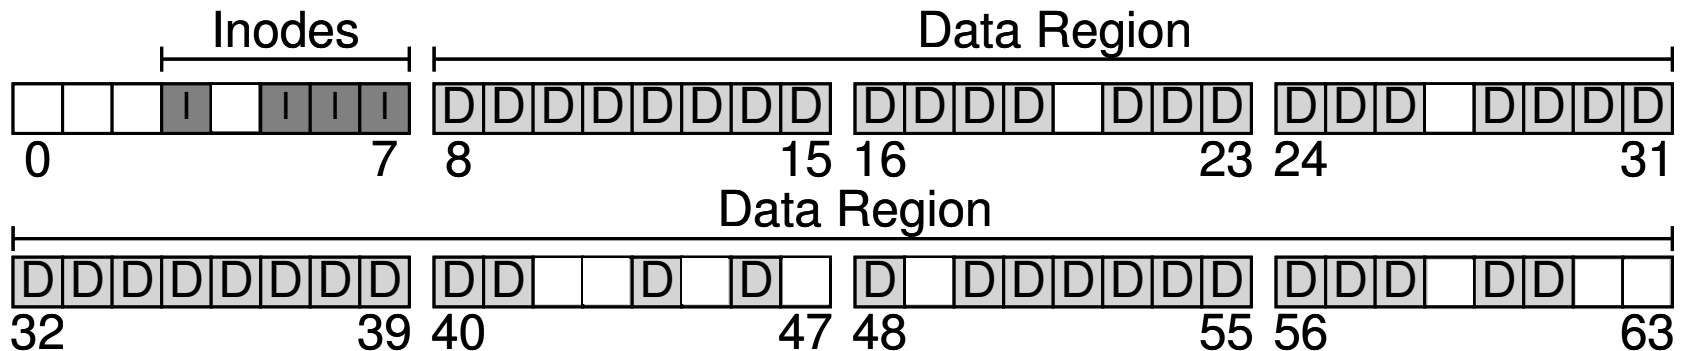 Inodes Data Region
I I I I D D D D D D D D D D D D D D D D D D D D D D
0 7 8 15 16 23 24 31
Data Region
D D D D D D D D D D D D D D D D D D D D D D D D
32 39 40 47 48 55 56 63